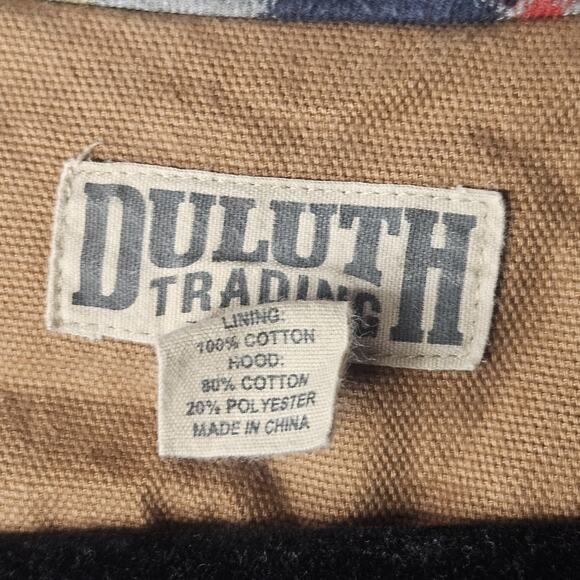 DULUTH
TRADING
LINING:
100% COTTON
HOOD:
80% COTTON
20% POLYESTER
MADE IN CHINA